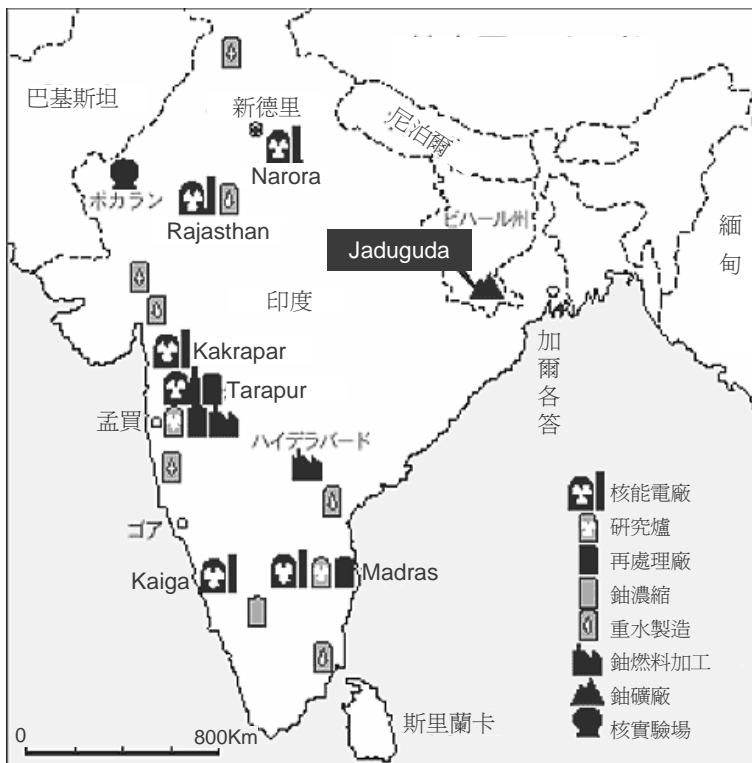 巴基斯坦
新德里
尼泊爾
Narora
ポカラン
Rajasthan
ビハール州
緬甸
Jaduguda
印度
Kakrapar
加爾各答
Tarapur
孟買
ハイデラバード
ゴア
Kaiga
Madras
斯里蘭卡
核能電廠
研究爐
再處理廠
鈾濃縮
重水製造
鈾燃料加工
鈾礦廠
核實驗場
0 800Km